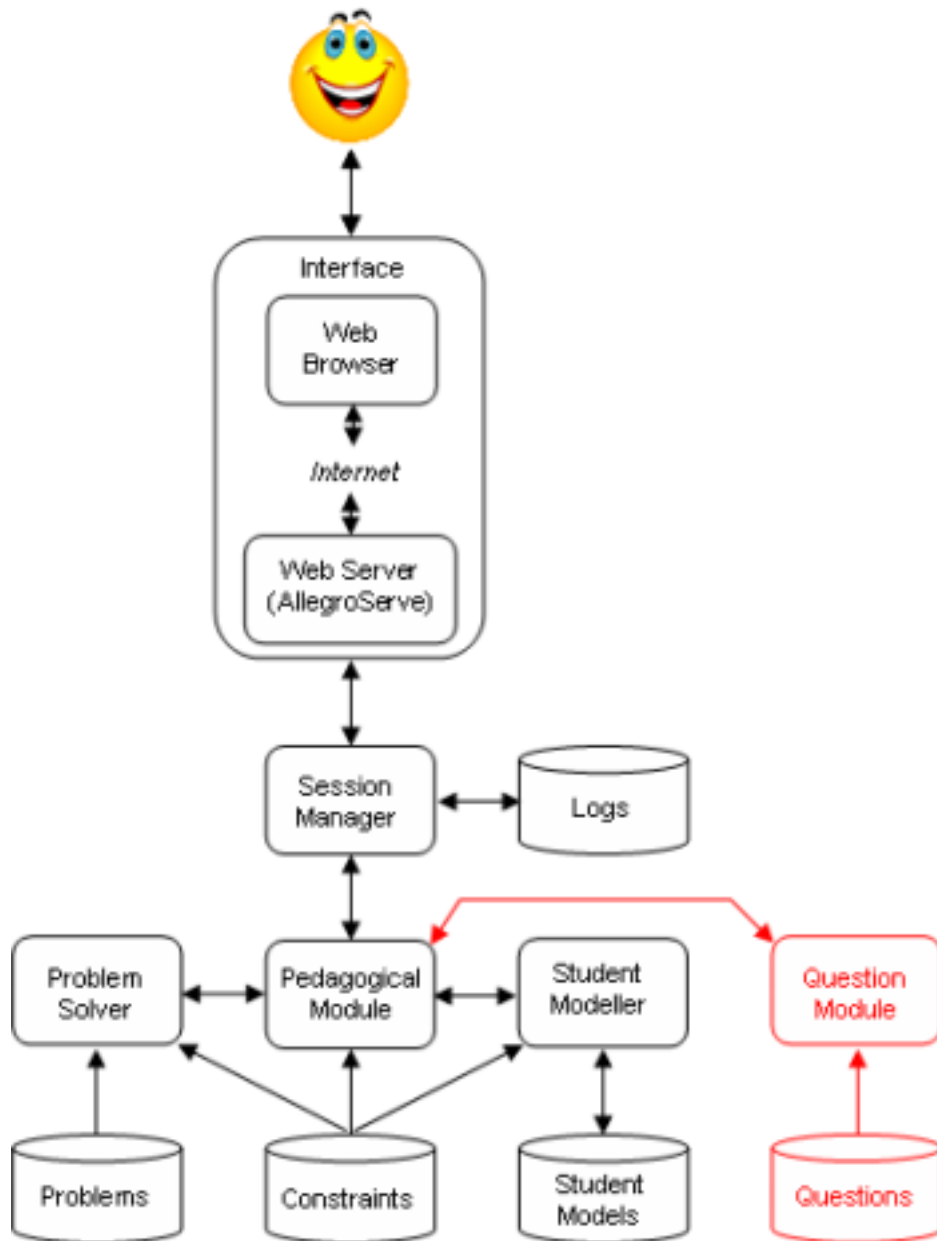 Interface
Web
Browser
Internet
Web Server
(AllegroServe)
Session
Manager
Logs
Problem
Solver
Pedagogical
Module
Student
Modeller
Question
Module
Problems
Constraints
Student
Models
Questions